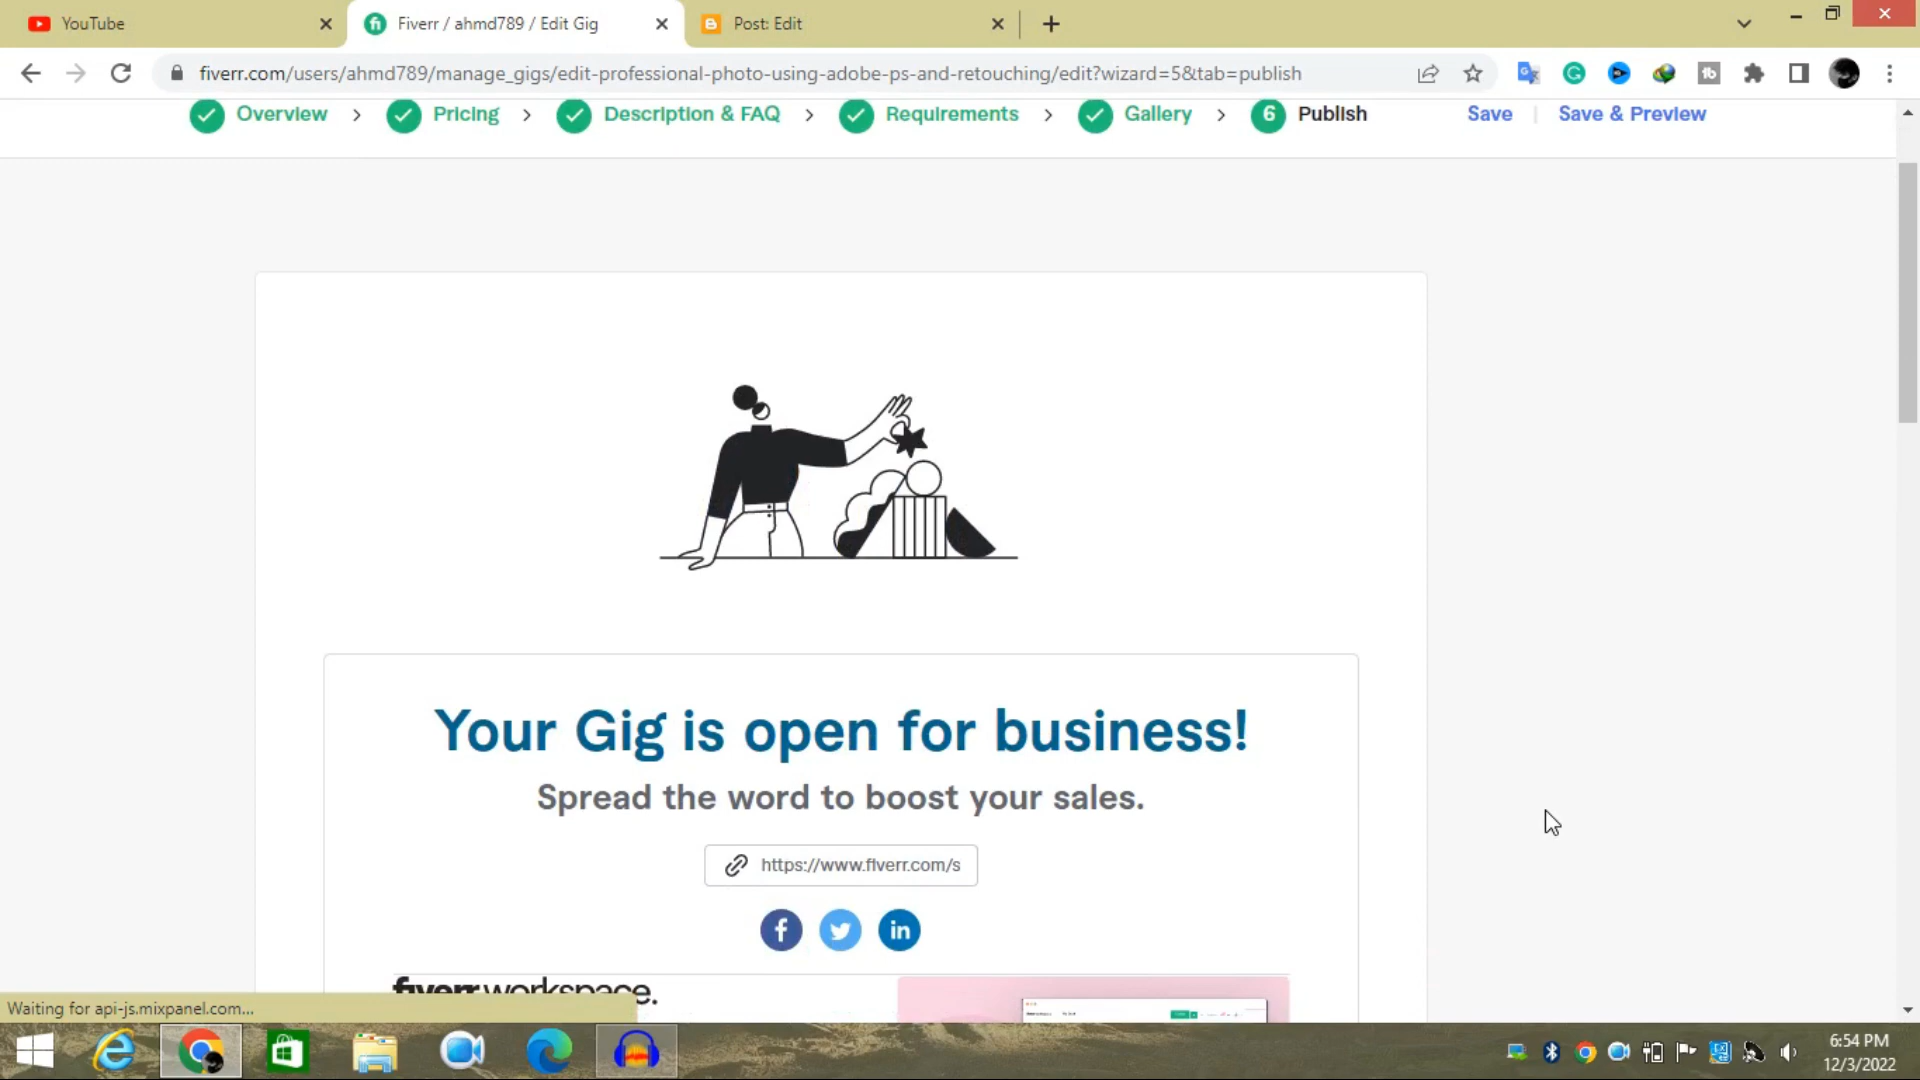 YouTube
Fiverr / ahmd789 / Edit Gig
Post: Edit
fiverr.com/users/ahmd789/manage_gigs/edit-professional-photo-using-adobe-ps-and-retouching/edit?wizard=5&tab=publish
Overview
Pricing
Description & FAQ
Requirements
Gallery
6 Publish
Save
Save & Preview
Your Gig is open for business!
Spread the word to boost your sales.
https://www.fiverr.com/s
fiverr workspace.
Waiting for api-js.mixpanel.com...
6:54 PM
12/3/2022